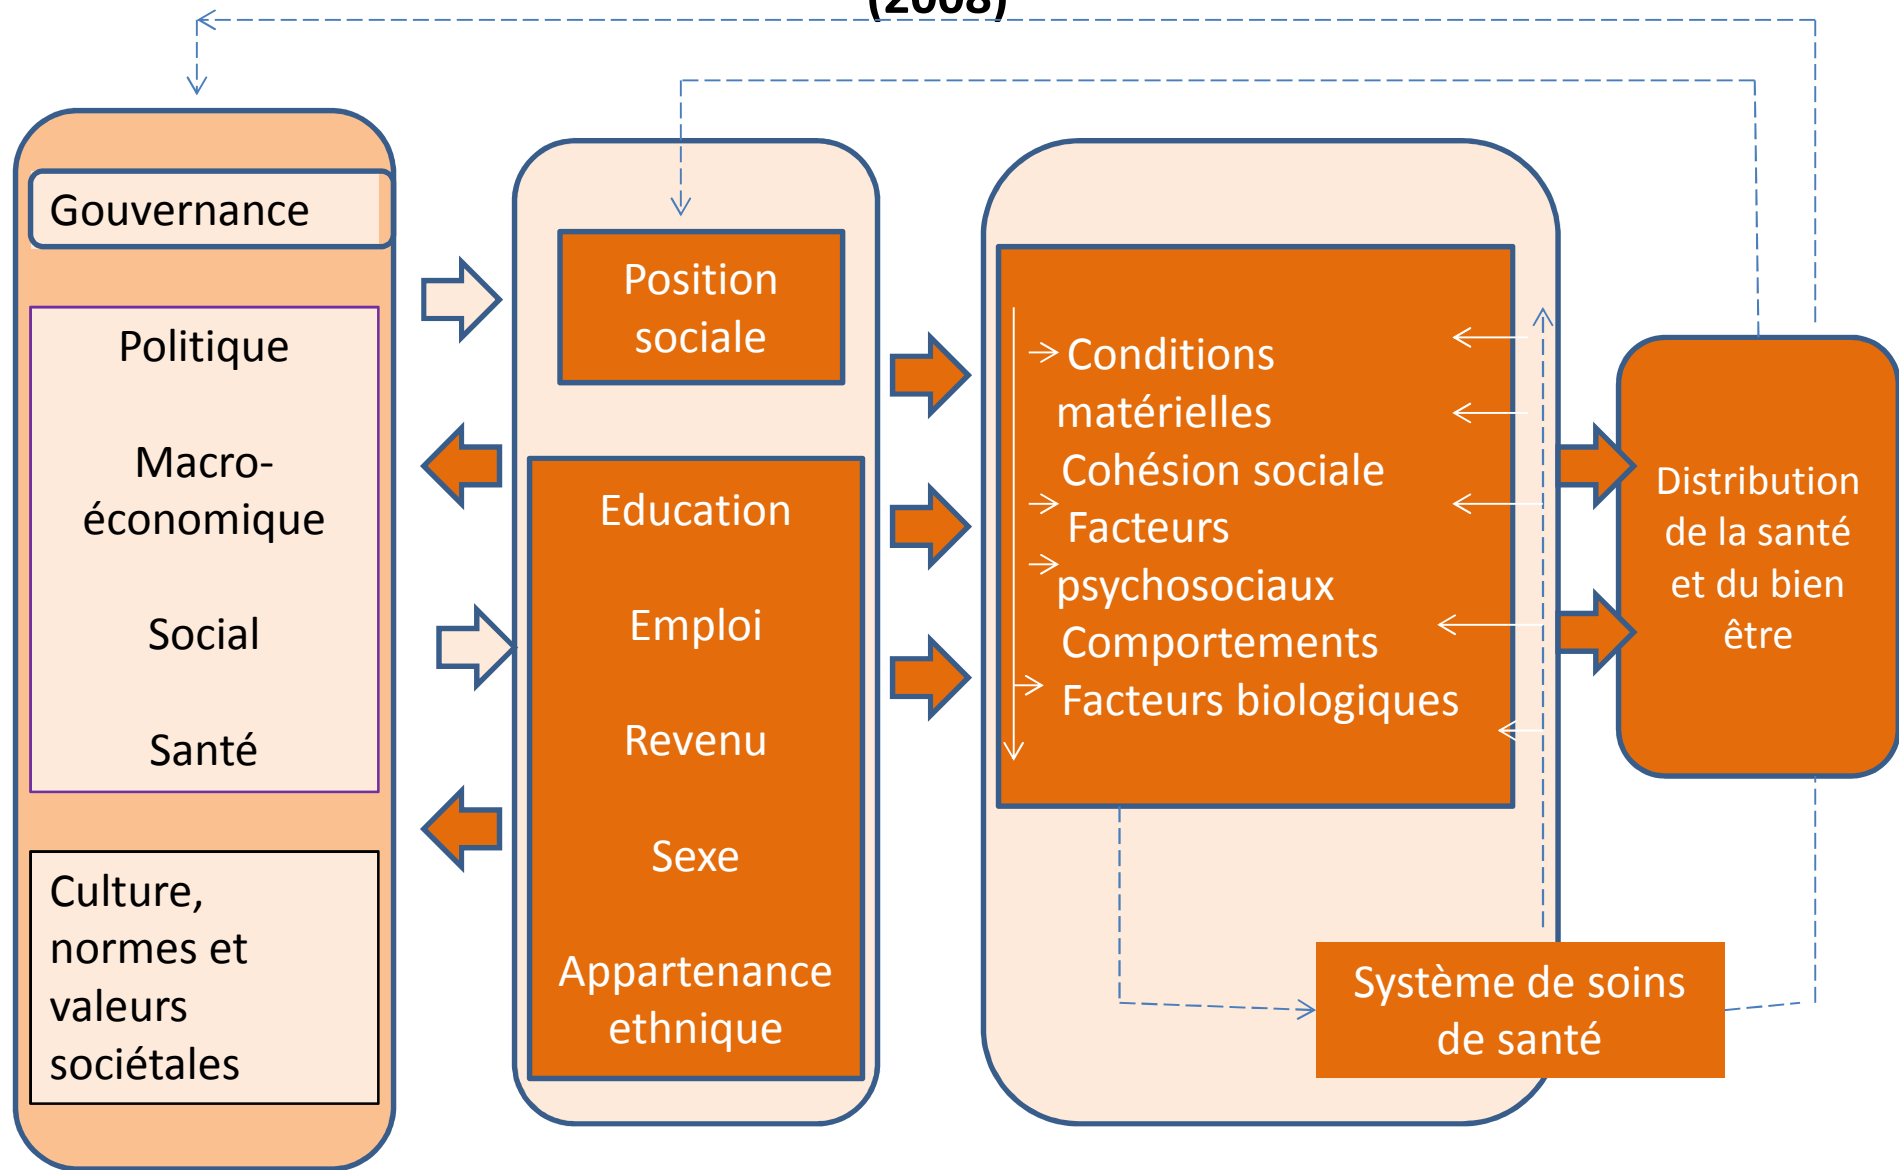 (2008)
Gouvernance
Politique
Macro-
économique
Social
Santé
Culture,
normes et
valeurs
sociétales
Position
sociale
Education
Emploi
Revenu
Sexe
Appartenance
ethnique
Conditions
matérielles
Cohésion sociale
Facteurs
psychosociaux
Comportements
Facteurs biologiques
Système de soins
de santé
Distribution
de la santé
et du bien
être